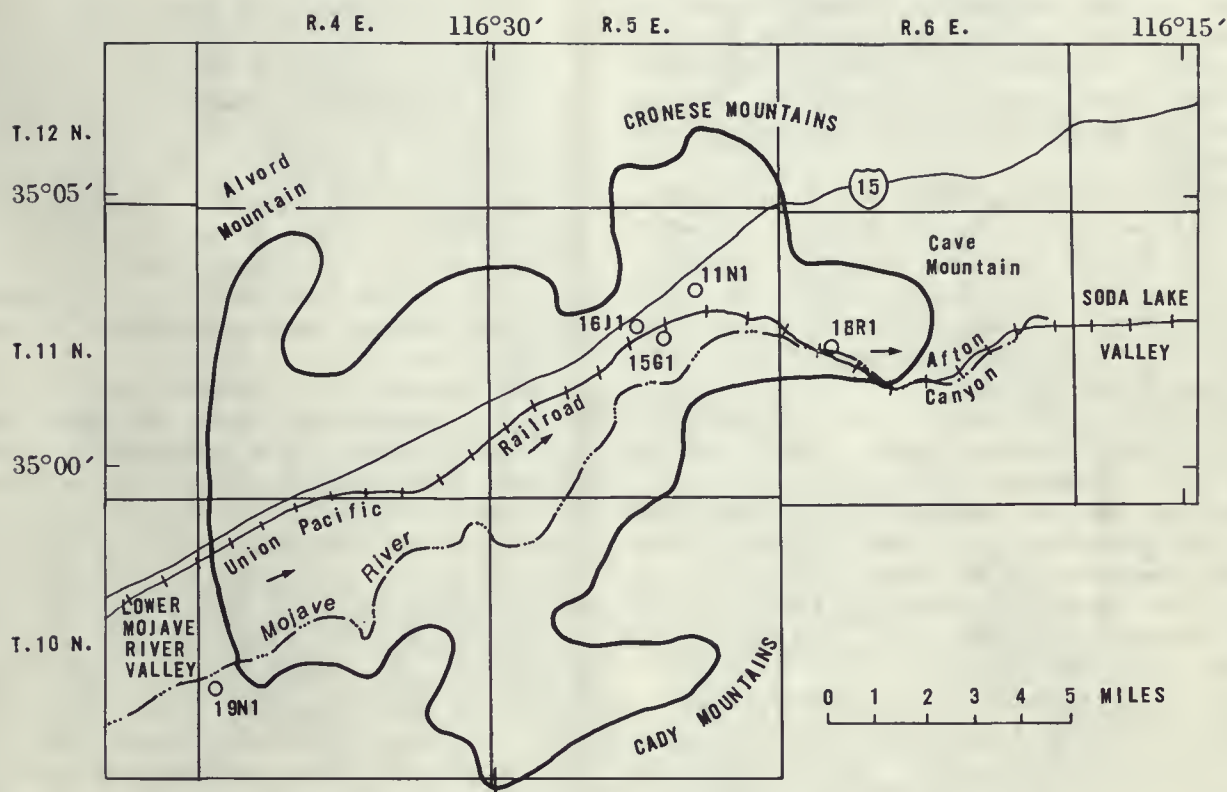 R.4 E.
116°30′
R.5 E.
R.6 E.
116°15′
T.12 N.
CRONESE MOUNTAINS
35°05′
Alvord
Mountain
15
Cave
Mountain
11N1
SODA LAKE
VALLEY
16J1
15G1
18R1
T.11 N.
Afton
Canyon
Railroad
35°00′
Union Pacific
River
Mojave
LOWER
MOJAVE
RIVER
VALLEY
T.10 N.
19N1
CADY MOUNTAINS
0 1 2 3 4 5 MILES